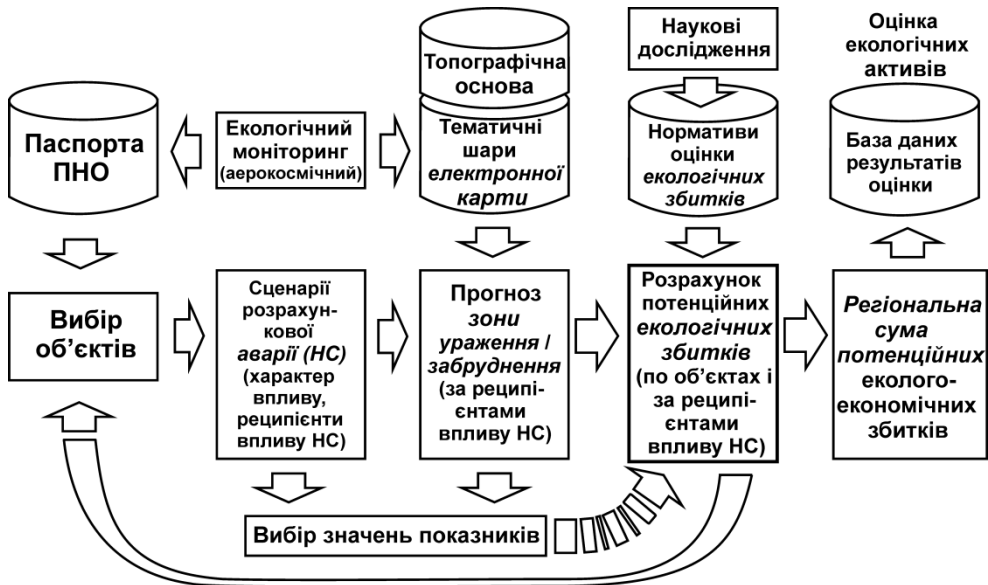 Наукові
дослідження
Оцінка
екологічних
активів
Топографічна
основа
Паспорта
ПНО
Екологічний
моніторинг
(аерокосмічний)
Тематичні
шари
електронної
карти
Нормативи
оцінки
екологічних
збитків
База даних
результатів
оцінки
Вибір
об’єктів
Сценарії
розрахун-
кової
аварії (НС)
(характер
впливу,
реципієнти
впливу НС)
Прогноз
зони
ураження /
забруднення
(за реципі-
єнтами
впливу НС)
Розрахунок
потенційних
екологічних
збитків
(по об’єктах і
за реципі-
єнтами
впливу НС)
Регіональна
сума
потенційних
еколого-
економічних
збитків
Вибір значень показників